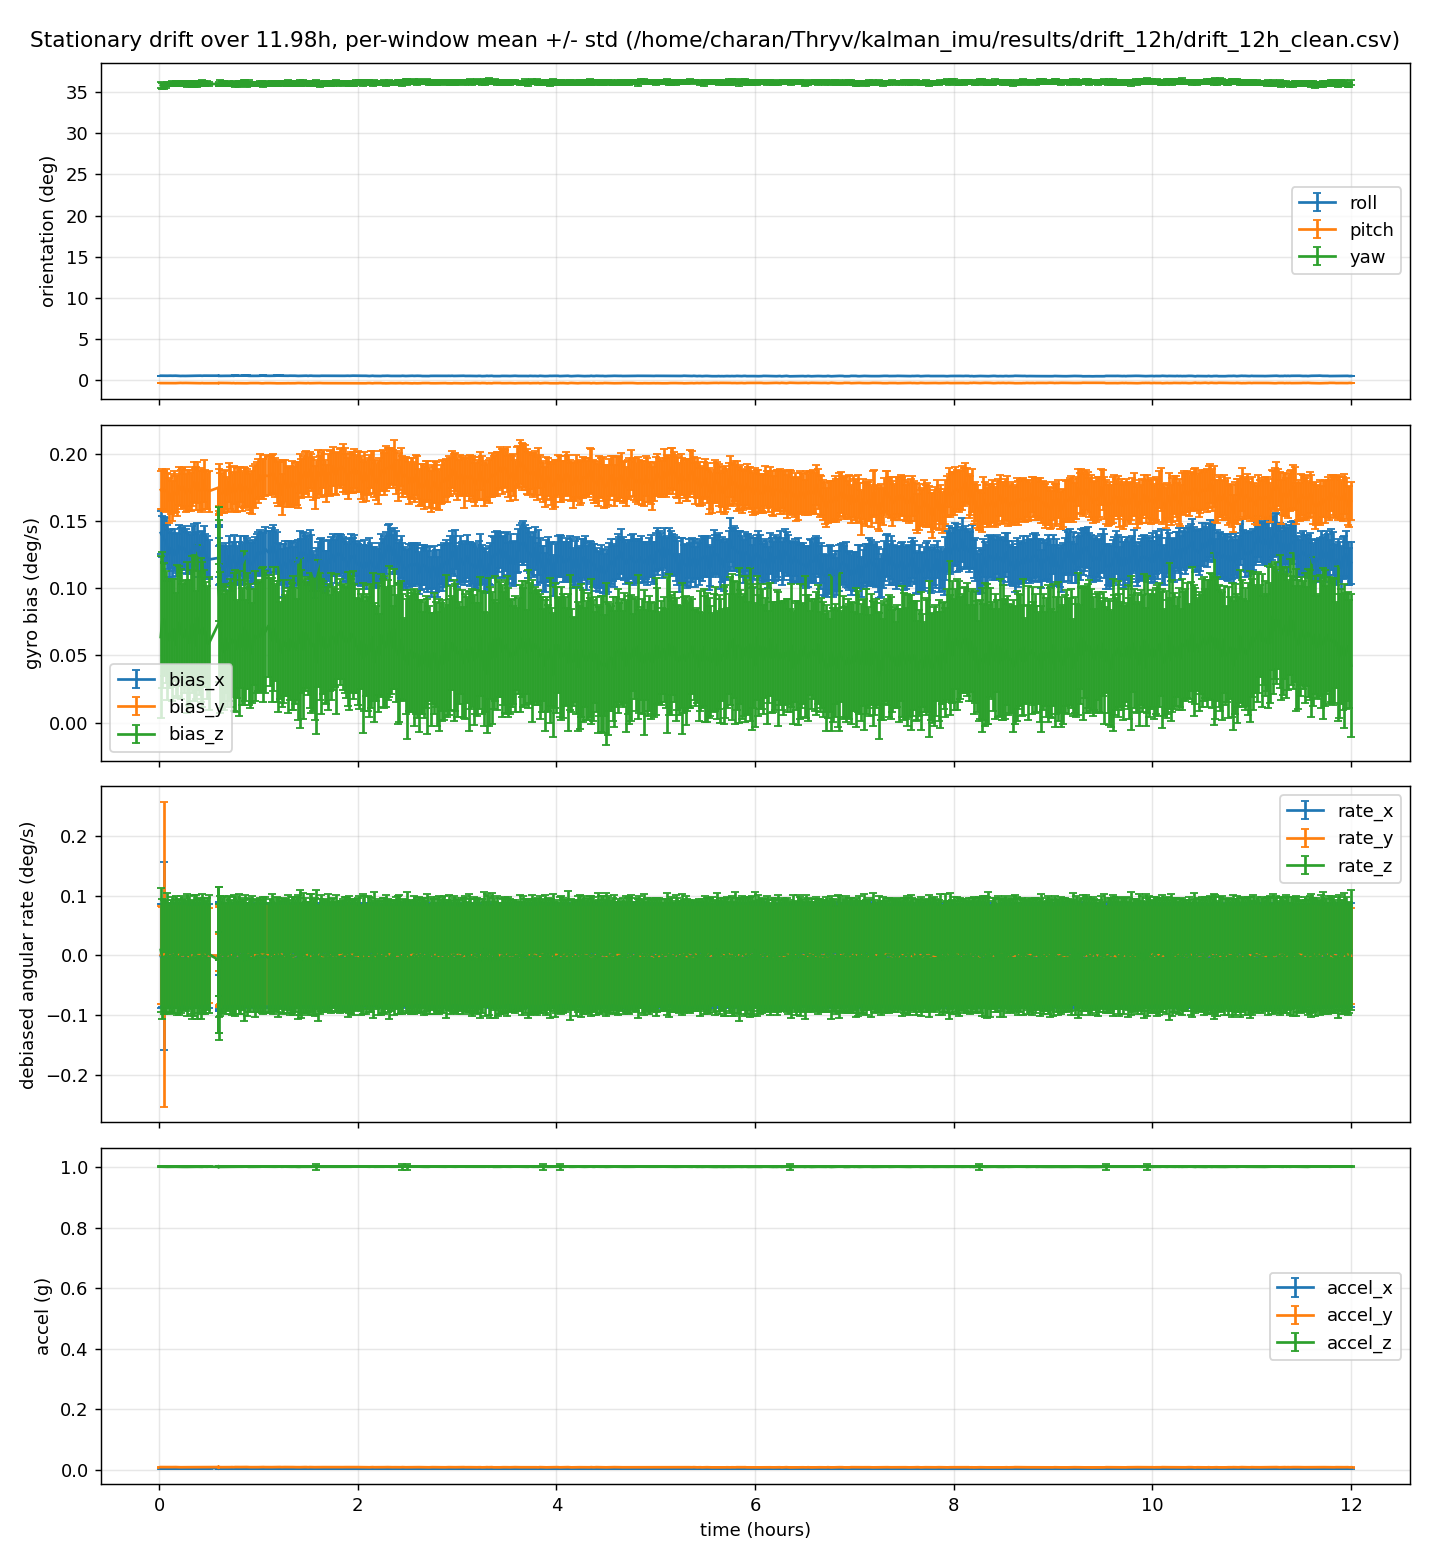 Stationary drift over 11.98h, per-window mean +/- std (/home/charan/Thryv/kalman_imu/results/drift_12h/drift_12h_clean.csv)
orientation (deg)
35
30
25
20
15
10
5
0
roll
pitch
yaw
gyro bias (deg/s)
0.20
0.15
0.10
0.05
0.00
bias_x
bias_y
bias_z
debiased angular rate (deg/s)
0.2
0.1
0.0
−0.1
−0.2
rate_x
rate_y
rate_z
accel (g)
1.0
0.8
0.6
0.4
0.2
0.0
accel_x
accel_y
accel_z
0 2 4 6 8 10 12
time (hours)